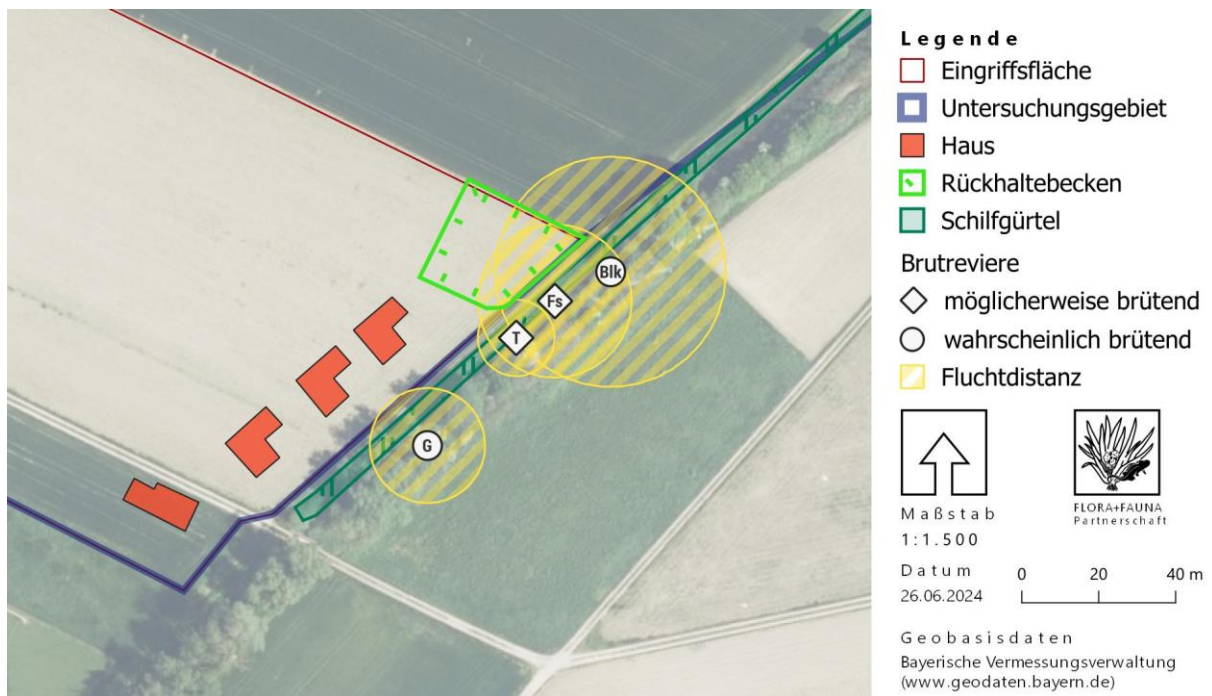 Legende
Eingriffsfläche
Untersuchungsgebiet
Haus
Rückhaltebecken
Schilfgürtel
Brutreviere
möglicherweise brütend
wahrscheinlich brütend
Fluchtdistanz
Blk
Fs
T
G
Maßstab
1:1.500
FLORA+FAUNA
Partnerschaft
Datum
26.06.2024
0 20 40 m
Geobasisdaten
Bayerische Vermessungsverwaltung
(www.geodaten.bayern.de)